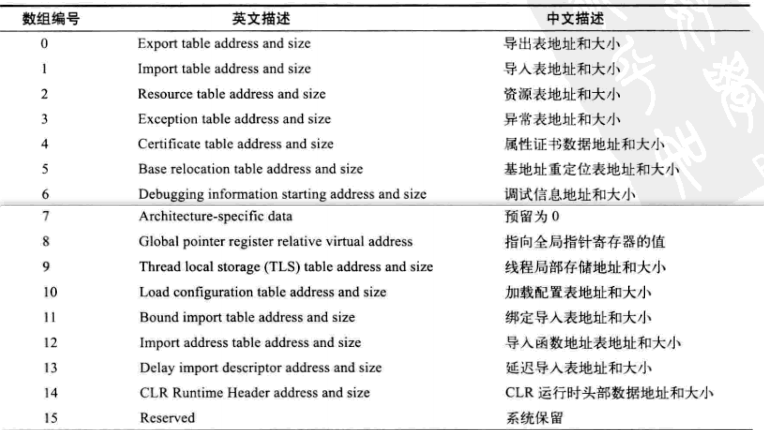 数组编号 英文描述 中文描述
0 Export table address and size 导出表地址和大小
1 Import table address and size 导入表地址和大小
2 Resource table address and size 资源表地址和大小
3 Exception table address and size 异常表地址和大小
4 Certificate table address and size 属性证书数据地址和大小
5 Base relocation table address and size 基地址重定位表地址和大小
6 Debugging information starting address and size 调试信息地址和大小
7 Architecture-specific data 预留为 0
8 Global pointer register relative virtual address 指向全局指针寄存器的值
9 Thread local storage (TLS) table address and size 线程局部存储地址和大小
10 Load configuration table address and size 加载配置表地址和大小
11 Bound import table address and size 绑定导入表地址和大小
12 Import address table address and size 导入函数地址表地址和大小
13 Delay import descriptor address and size 延迟导入表地址和大小
14 CLR Runtime Header address and size CLR 运行时头部数据地址和大小
15 Reserved 系统保留